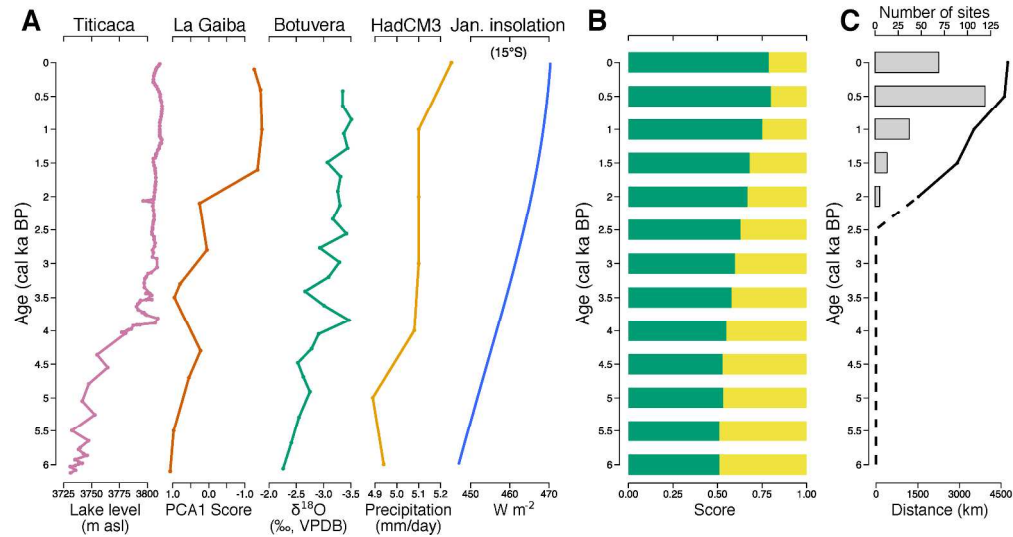 A
Titicaca
La Gaiba
Botuvera
HadCM3
Jan. insolation
(15°S)
Age (cal ka BP)
0
0.5
1
1.5
2
2.5
3
3.5
4
4.5
5
5.5
6
3725 3750 3800
Lake level
(m asl)
1.0 0.0 -1.0
PCA1 Score
-2.0 -2.5 -3.0 -3.5
δ18O
(‰, VPDB)
4.9 5.0 5.1 5.2
Precipitation
(mm/day)
450 460 470
W m-2
B
Age (cal ka BP)
0
0.5
1
1.5
2
2.5
3
3.5
4
4.5
5
5.5
6
0.00 0.25 0.50 0.75 1.00
Score
C
Number of sites
0 25 50 75 100 125
Age (cal ka BP)
0
0.5
1
1.5
2
2.5
3
3.5
4
4.5
5
5.5
6
0 1500 3000 4500
Distance (km)